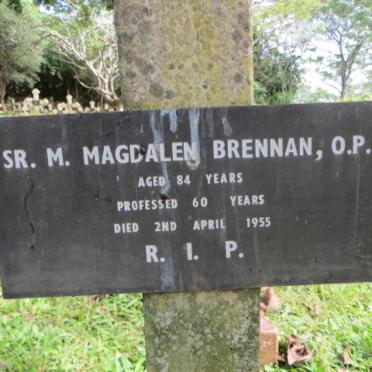 SR. M. MAGDALEN BRENNAN, O.P.
AGED 84 YEARS
PROFESSED 60 YEARS
DIED 2ND APRIL 1955
R. I. P.